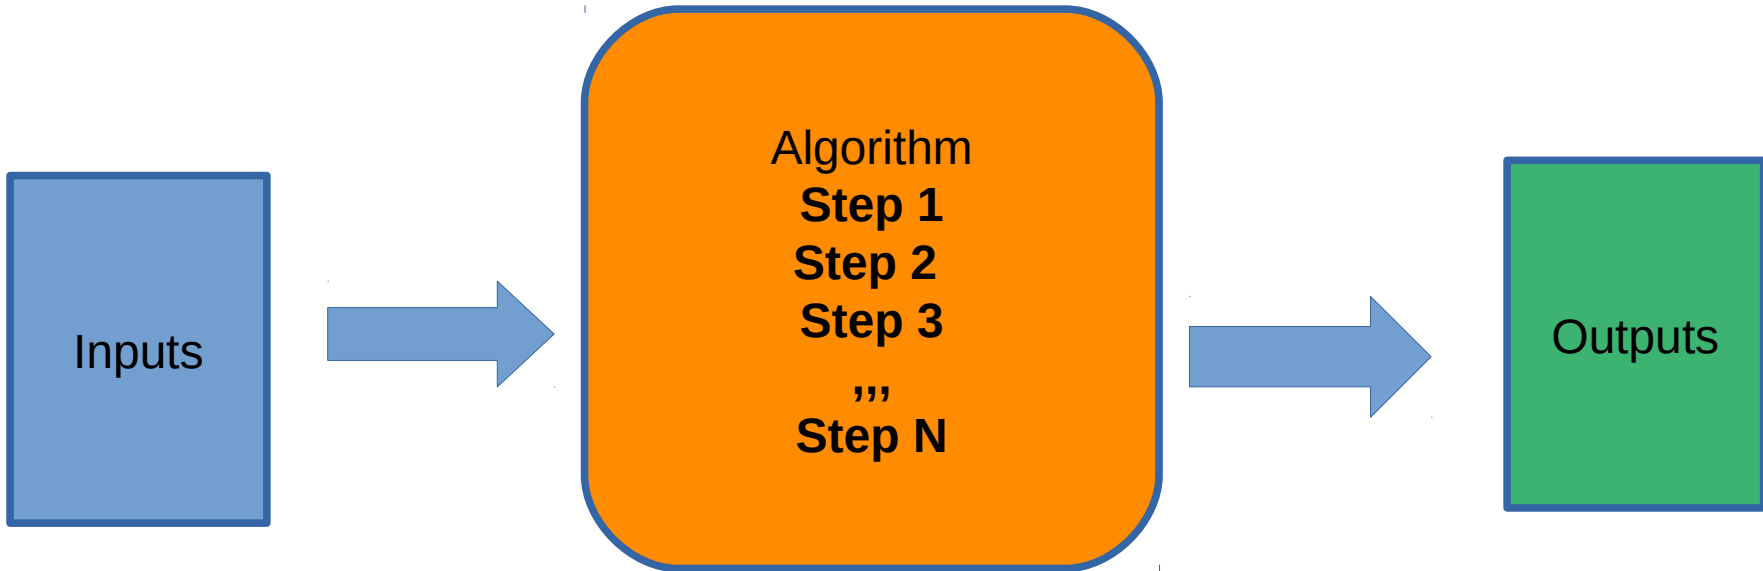 Inputs
Algorithm
Step 1
Step 2
Step 3
,,,
Step N
Outputs